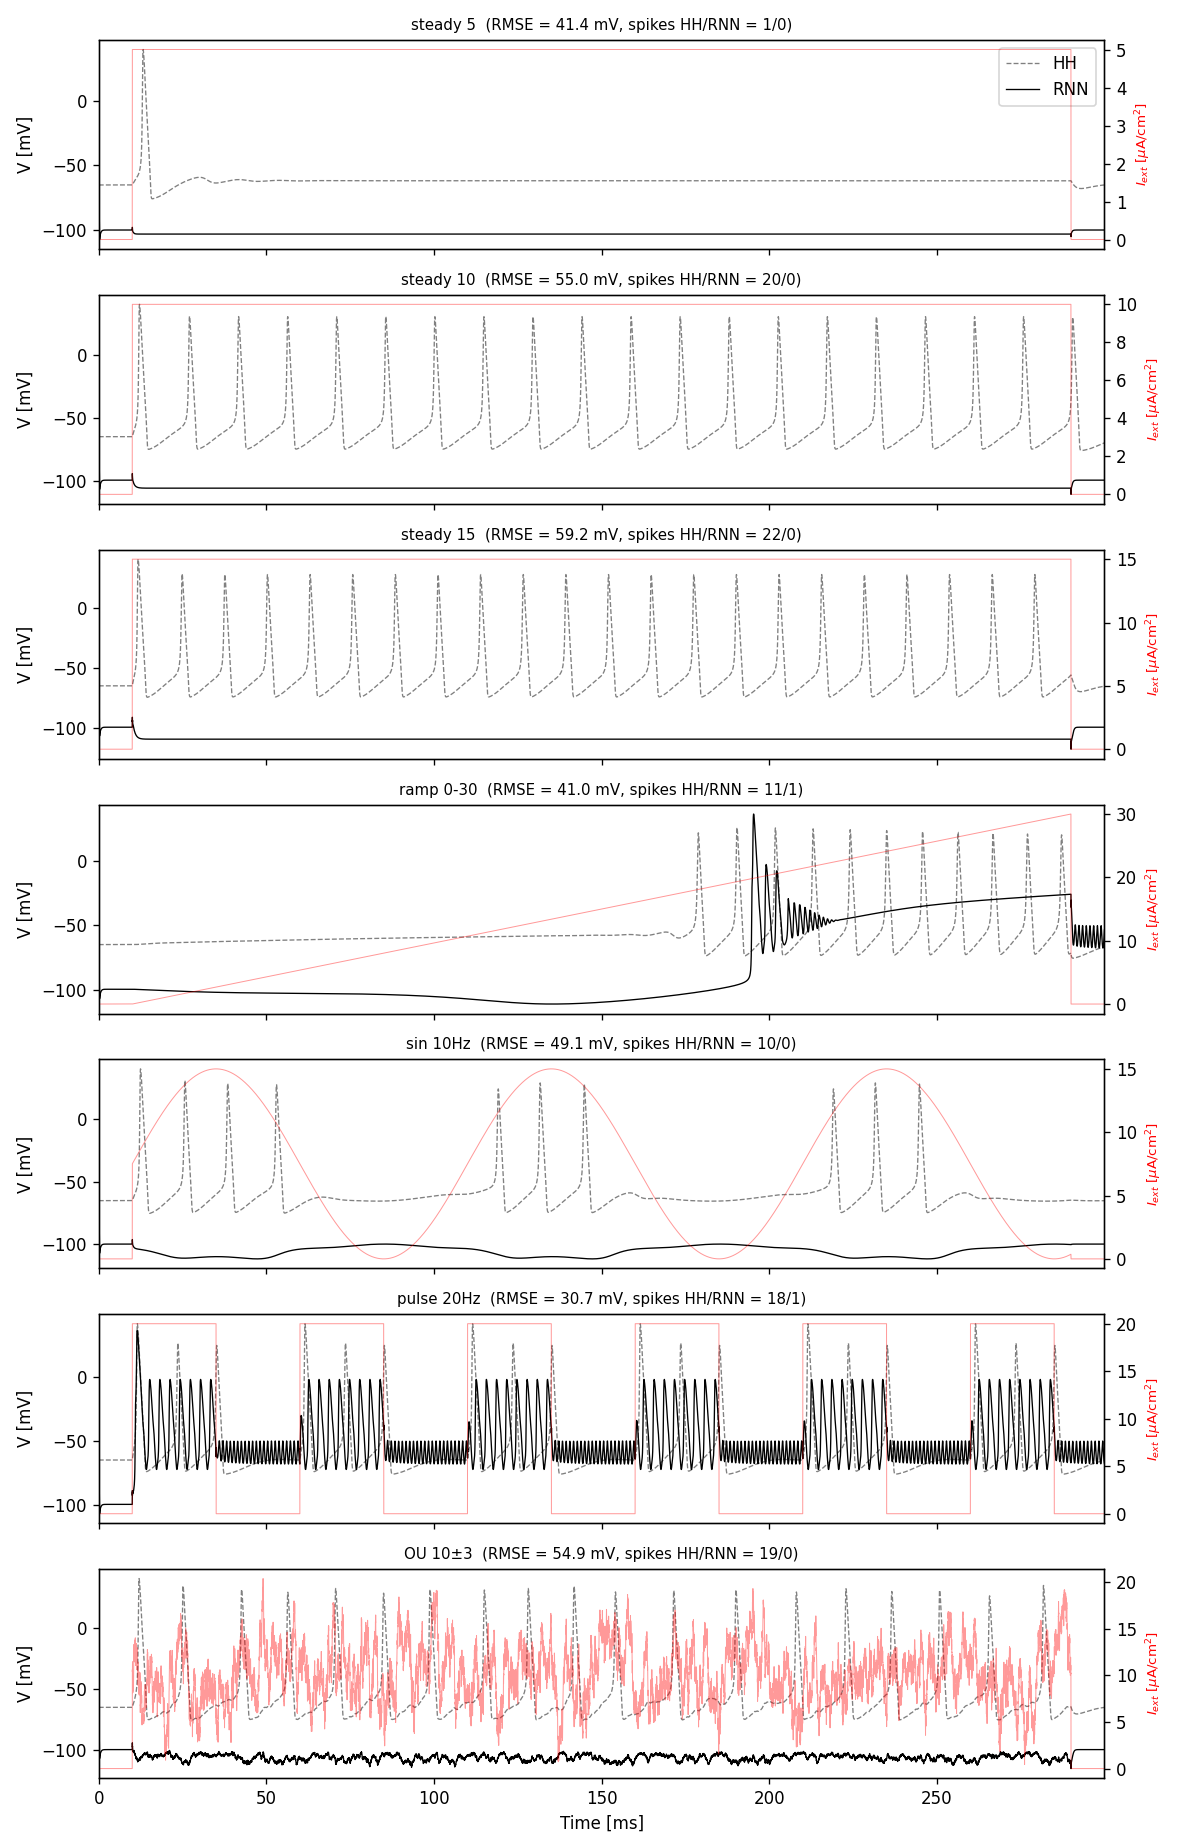 steady 5  (RMSE = 41.4 mV, spikes HH/RNN = 1/0)
HH
RNN
V [mV]
0
−50
−100
5
4
3
2
1
0
I_ext [μA/cm²]
steady 10  (RMSE = 55.0 mV, spikes HH/RNN = 20/0)
V [mV]
0
−50
−100
10
8
6
4
2
0
I_ext [μA/cm²]
steady 15  (RMSE = 59.2 mV, spikes HH/RNN = 22/0)
V [mV]
0
−50
−100
15
10
5
0
I_ext [μA/cm²]
ramp 0-30  (RMSE = 41.0 mV, spikes HH/RNN = 11/1)
V [mV]
0
−50
−100
30
20
10
0
I_ext [μA/cm²]
sin 10Hz  (RMSE = 49.1 mV, spikes HH/RNN = 10/0)
V [mV]
0
−50
−100
15
10
5
0
I_ext [μA/cm²]
pulse 20Hz  (RMSE = 30.7 mV, spikes HH/RNN = 18/1)
V [mV]
0
−50
−100
20
15
10
5
0
I_ext [μA/cm²]
OU 10±3  (RMSE = 54.9 mV, spikes HH/RNN = 19/0)
V [mV]
0
−50
−100
20
15
10
5
0
I_ext [μA/cm²]
0 50 100 150 200 250
Time [ms]